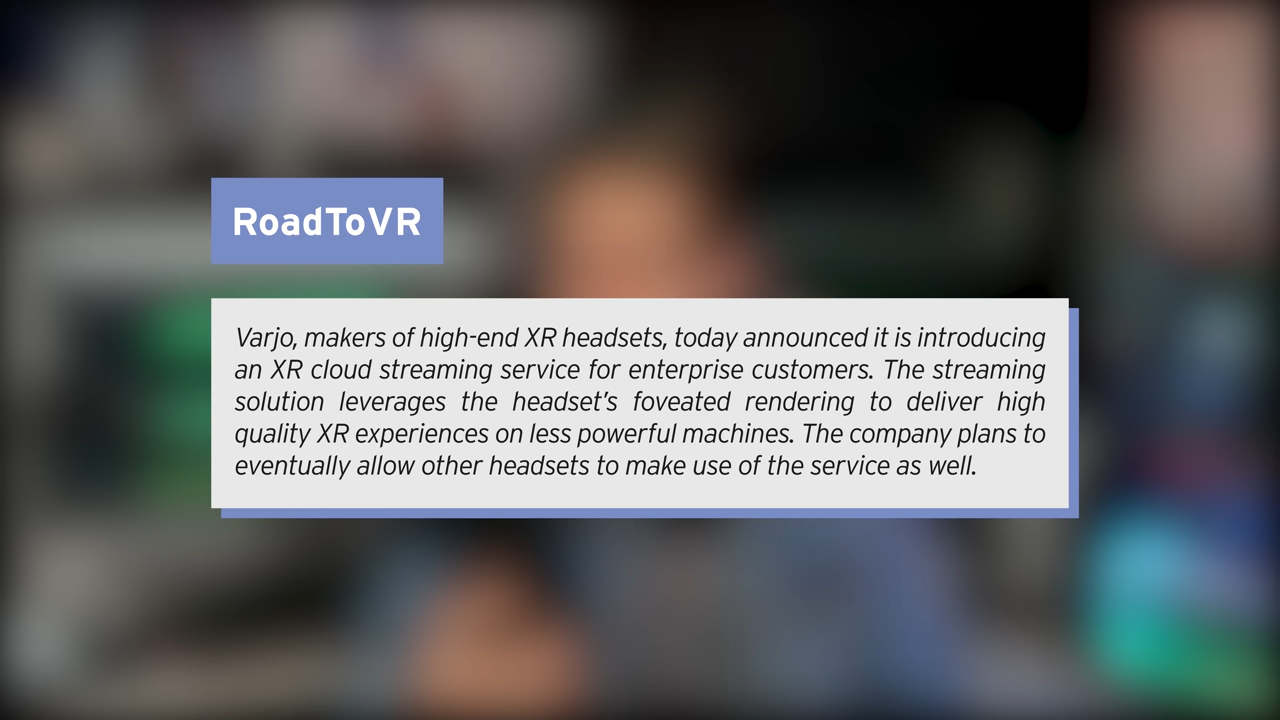 RoadToVR
Varjo, makers of high-end XR headsets, today announced it is introducing
an XR cloud streaming service for enterprise customers. The streaming
solution leverages the headset's foveated rendering to deliver high
quality XR experiences on less powerful machines. The company plans to
eventually allow other headsets to make use of the service as well.